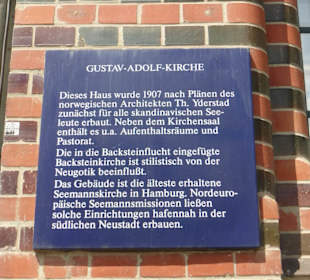 GUSTAV-ADOLF-KIRCHE
Dieses Haus wurde 1907 nach Plänen des
norwegischen Architekten Th. Yderstad
zunächst für alle skandinavischen See-
leute erbaut. Neben dem Kirchensaal
enthält es u.a. Aufenthaltsräume und
Pastorat.
Die in die Backsteinflucht eingefügte
Backsteinkirche ist stilistisch von der
Neugotik beeinflußt.
Das Gebäude ist die älteste erhaltene
Seemannskirche in Hamburg. Nordeuro-
päische Seemannsmissionen ließen
solche Einrichtungen hafennah in der
südlichen Neustadt erbauen.